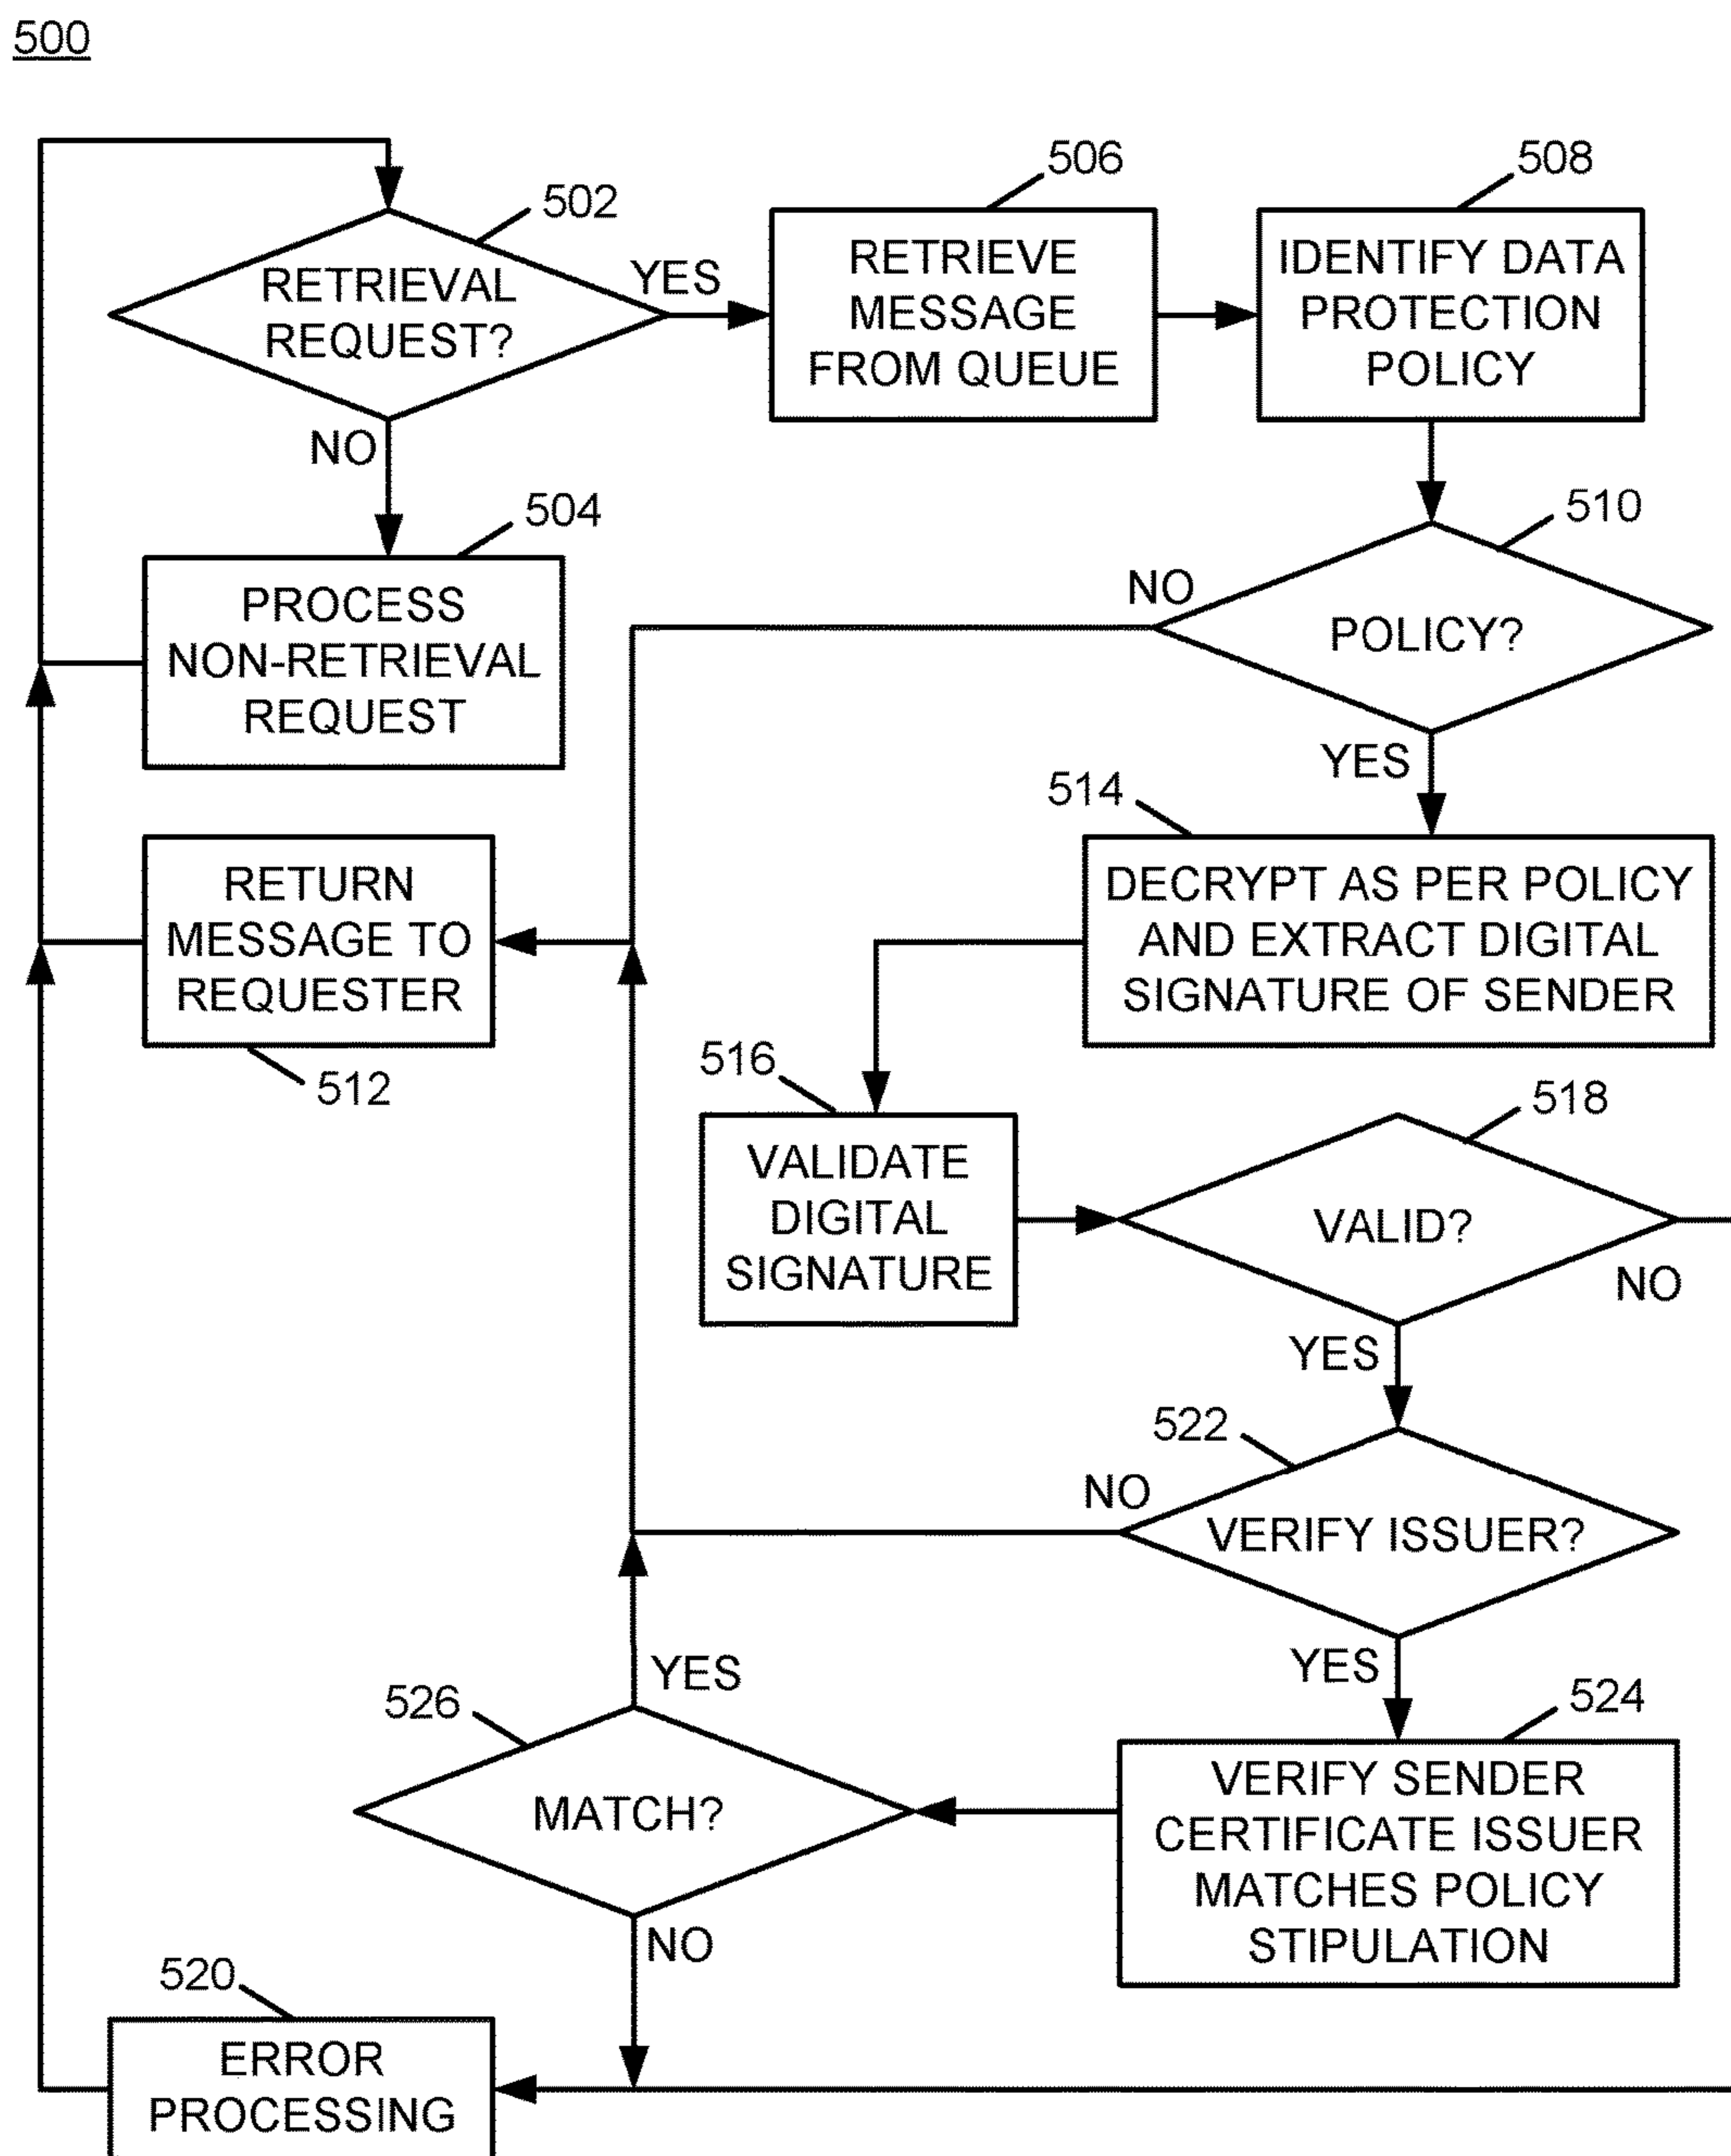 500
502
RETRIEVAL
REQUEST?
YES
NO
506
RETRIEVE
MESSAGE
FROM QUEUE
508
IDENTIFY DATA
PROTECTION
POLICY
504
PROCESS
NON-RETRIEVAL
REQUEST
510
POLICY?
NO
YES
512
RETURN
MESSAGE TO
REQUESTER
514
DECRYPT AS PER POLICY
AND EXTRACT DIGITAL
SIGNATURE OF SENDER
516
VALIDATE
DIGITAL
SIGNATURE
518
VALID?
NO
YES
522
VERIFY ISSUER?
NO
YES
524
VERIFY SENDER
CERTIFICATE ISSUER
MATCHES POLICY
STIPULATION
526
MATCH?
YES
NO
520
ERROR
PROCESSING